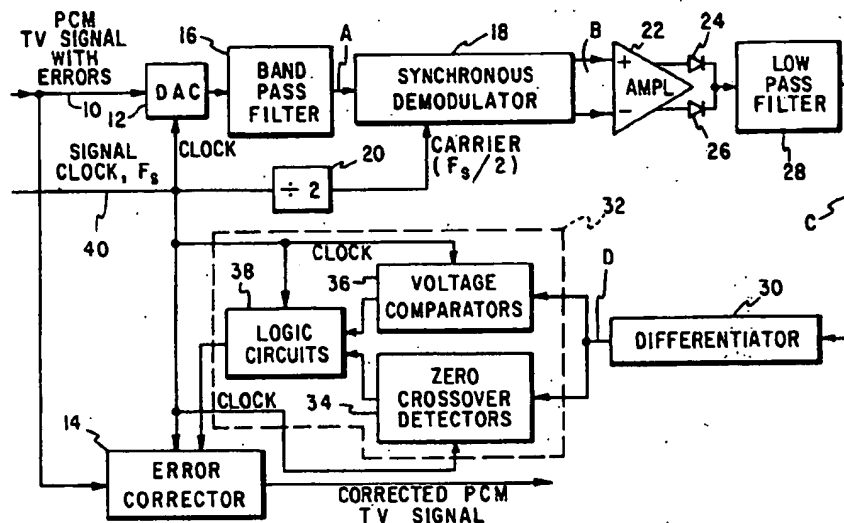 PCM
TV SIGNAL
WITH
ERRORS
10
12
DAC
16
BAND
PASS
FILTER
A
18
SYNCHRONOUS
DEMODULATOR
B
22
+
AMPL
−
24
26
LOW
PASS
FILTER
28
CLOCK
SIGNAL
CLOCK, Fs
40
20
÷ 2
CARRIER
(Fs/2)
32
C
CLOCK
38
LOGIC
CIRCUITS
36
VOLTAGE
COMPARATORS
D
30
DIFFERENTIATOR
34
ZERO
CROSSOVER
DETECTORS
CLOCK
14
ERROR
CORRECTOR
CORRECTED PCM
TV SIGNAL